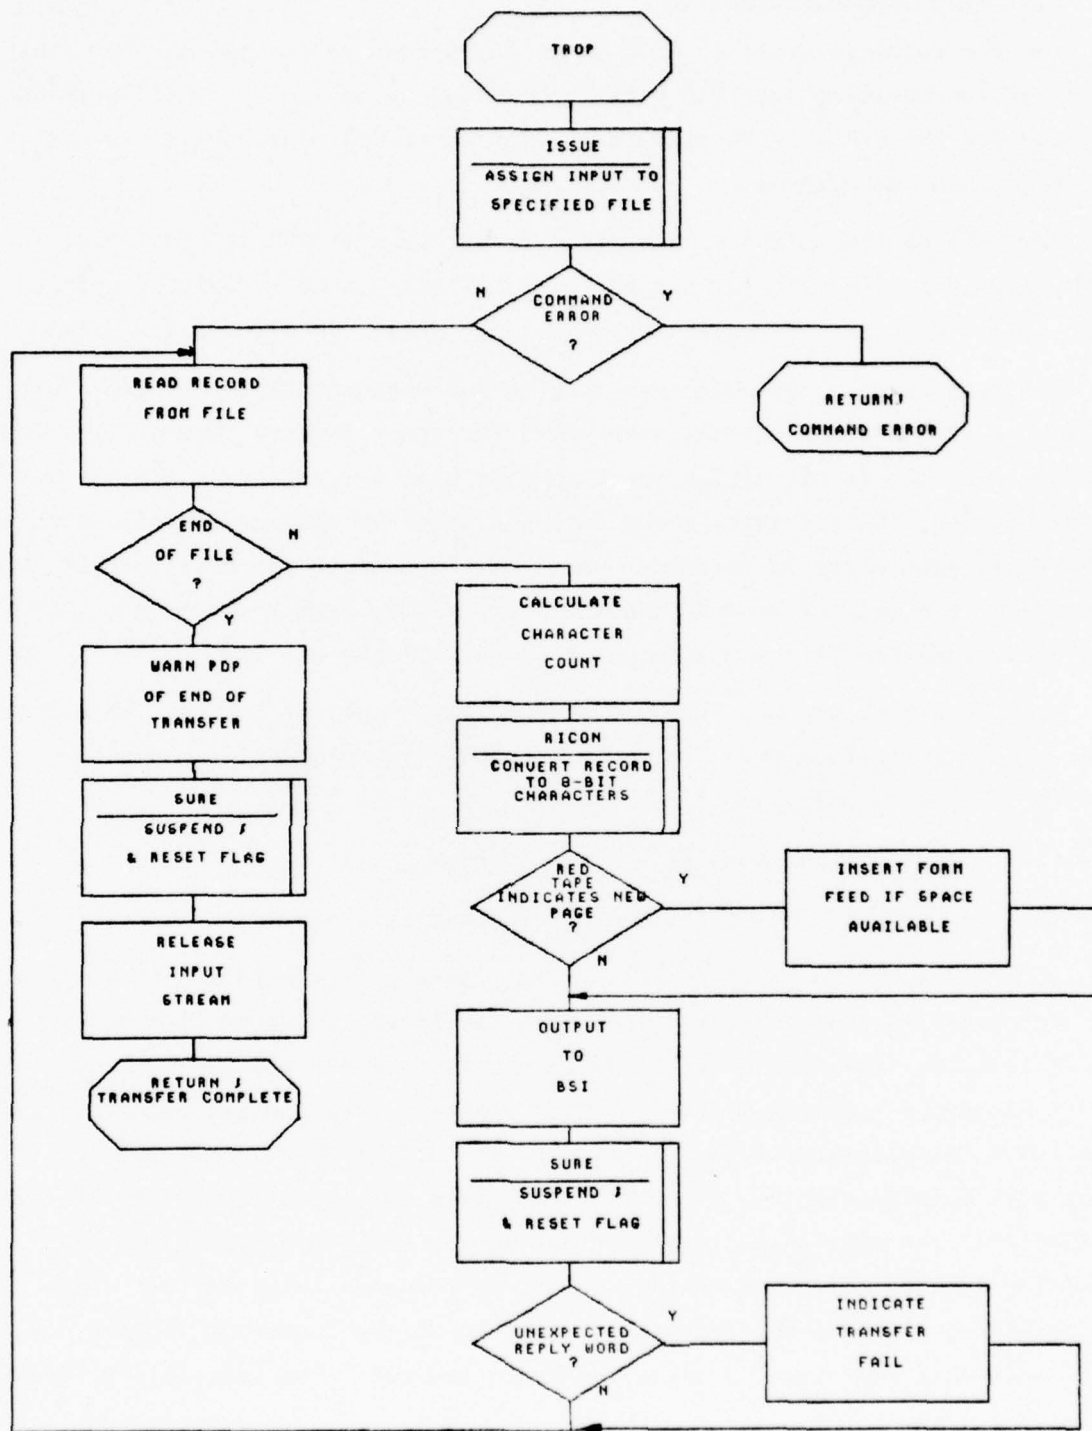 TROP
ISSUE
ASSIGN INPUT TO
SPECIFIED FILE
N
COMMAND
ERROR
?
Y
READ RECORD
FROM FILE
RETURN;
COMMAND ERROR
END
OF FILE
?
N
Y
CALCULATE
CHARACTER
COUNT
WARN PDP
OF END OF
TRANSFER
RICON
CONVERT RECORD
TO 8-BIT
CHARACTERS
SURE
SUSPEND ;
& RESET FLAG
RED
TAPE
INDICATES NEW
PAGE
?
Y
N
INSERT FORM
FEED IF SPACE
AVAILABLE
RELEASE
INPUT
STREAM
OUTPUT
TO
BSI
RETURN ;
TRANSFER COMPLETE
SURE
SUSPEND ;
& RESET FLAG
UNEXPECTED
REPLY WORD
?
Y
N
INDICATE
TRANSFER
FAIL